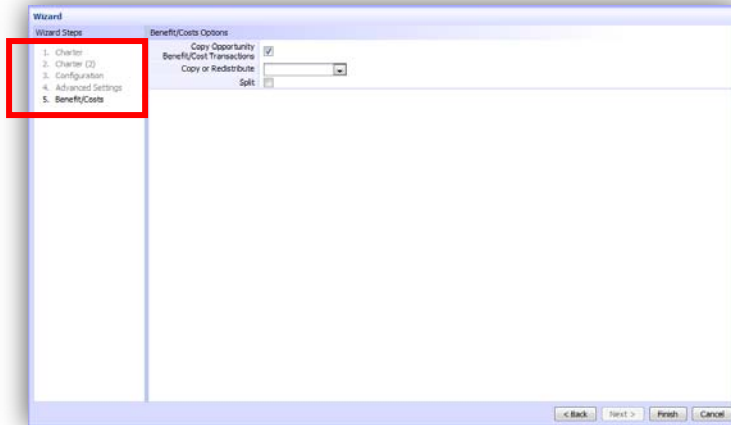 Wizard
Wizard Steps
1. Charter
2. Charter (2)
3. Configuration
4. Advanced Settings
5. Benefit/Costs
Benefit/Costs Options
Copy Opportunity
Benefit/Cost Transactions
Copy or Redistribute
Split
< Back Next > Finish Cancel